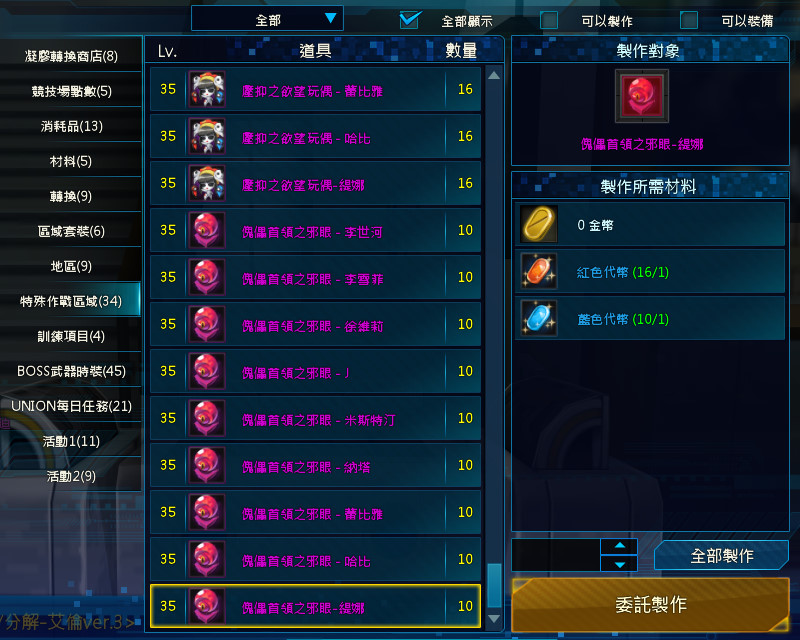 全部
全部顯示
可以製作
可以裝備
凝膠轉換商店(8)
競技場點數(5)
消耗品(13)
材料(5)
轉換(9)
區域套裝(6)
地區(9)
特殊作戰區域(34)
訓練項目(4)
BOSS武器時裝(45)
UNION每日任務(21)
活動1(11)
活動2(9)
/分解-艾倫ver.3>
Lv. 道具 數量
35 壓抑之欲望玩偶 - 蕾比雅 16
35 壓抑之欲望玩偶 - 哈比 16
35 壓抑之欲望玩偶-緹娜 16
35 傀儡首領之邪眼 - 李世河 10
35 傀儡首領之邪眼 - 李雪菲 10
35 傀儡首領之邪眼 - 徐維莉 10
35 傀儡首領之邪眼 - J 10
35 傀儡首領之邪眼 - 米斯特汀 10
35 傀儡首領之邪眼 - 納塔 10
35 傀儡首領之邪眼 - 蕾比雅 10
35 傀儡首領之邪眼 - 哈比 10
35 傀儡首領之邪眼-緹娜 10
製作對象
傀儡首領之邪眼-緹娜
製作所需材料
0 金幣
紅色代幣 (16/1)
藍色代幣 (10/1)
全部製作
委託製作